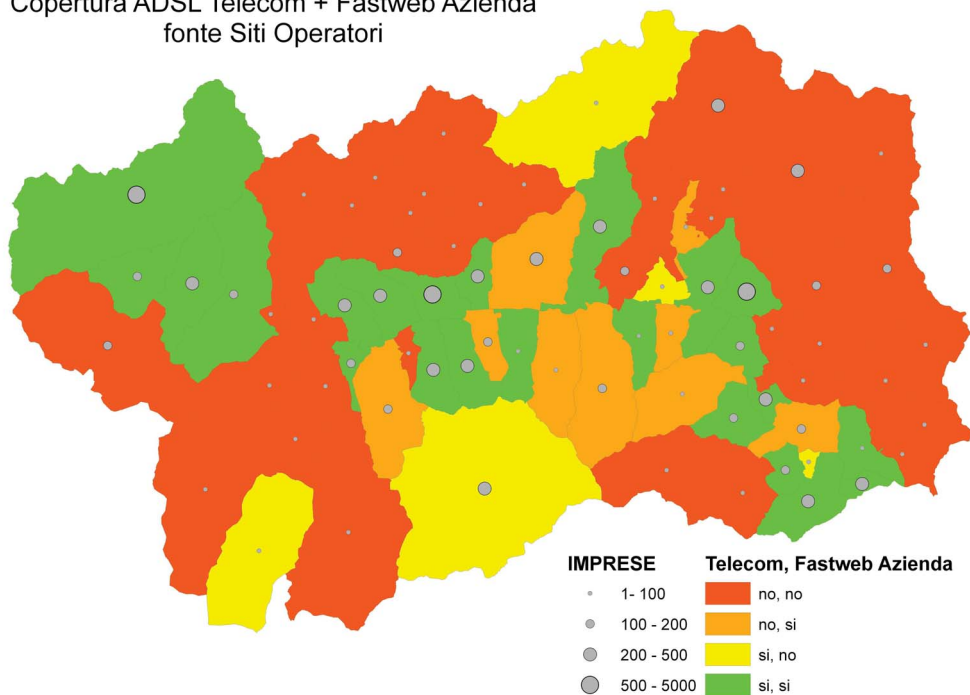 Copertura ADSL Telecom + Fastweb Azienda
fonte Siti Operatori
IMPRESE
1- 100
100 - 200
200 - 500
500 - 5000
Telecom, Fastweb Azienda
no, no
no, si
si, no
si, si